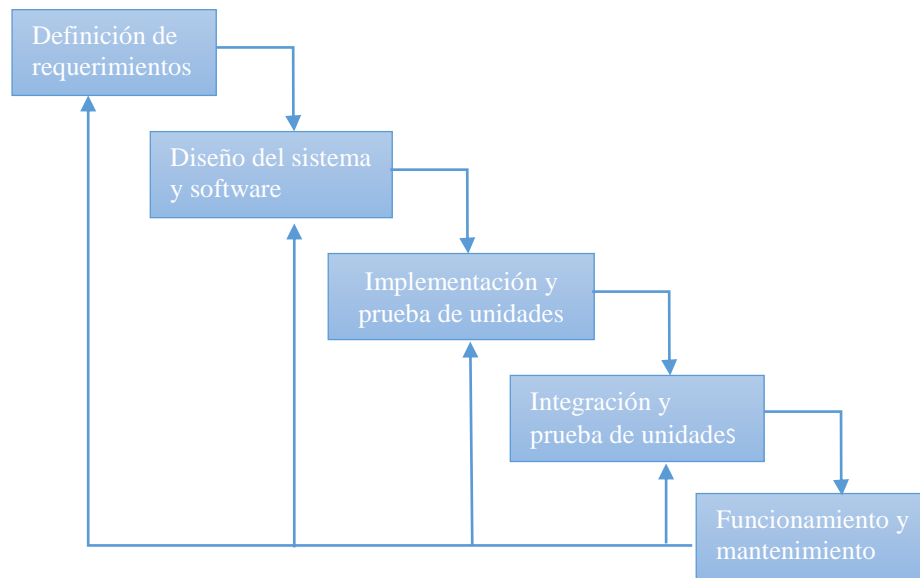 Definición de
requerimientos
Diseño del sistema
y software
Implementación y
prueba de unidades
Integración y
prueba de unidades
Funcionamiento y
mantenimiento